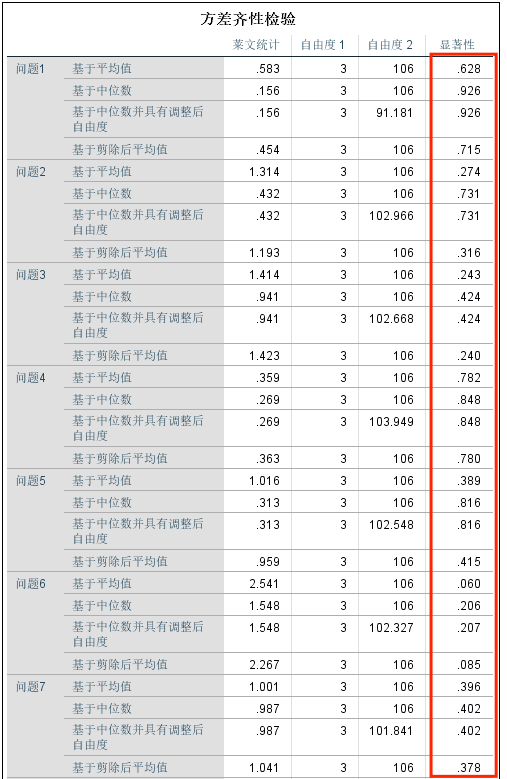 方差齐性检验
莱文统计 自由度 1 自由度 2 显著性
问题1 基于平均值 .583 3 106 .628
基于中位数 .156 3 106 .926
基于中位数并具有调整后 .156 3 91.181 .926
自由度
基于剪除后平均值 .454 3 106 .715
问题2 基于平均值 1.314 3 106 .274
基于中位数 .432 3 106 .731
基于中位数并具有调整后 .432 3 102.966 .731
自由度
基于剪除后平均值 1.193 3 106 .316
问题3 基于平均值 1.414 3 106 .243
基于中位数 .941 3 106 .424
基于中位数并具有调整后 .941 3 102.668 .424
自由度
基于剪除后平均值 1.423 3 106 .240
问题4 基于平均值 .359 3 106 .782
基于中位数 .269 3 106 .848
基于中位数并具有调整后 .269 3 103.949 .848
自由度
基于剪除后平均值 .363 3 106 .780
问题5 基于平均值 1.016 3 106 .389
基于中位数 .313 3 106 .816
基于中位数并具有调整后 .313 3 102.548 .816
自由度
基于剪除后平均值 .959 3 106 .415
问题6 基于平均值 2.541 3 106 .060
基于中位数 1.548 3 106 .206
基于中位数并具有调整后 1.548 3 102.327 .207
自由度
基于剪除后平均值 2.267 3 106 .085
问题7 基于平均值 1.001 3 106 .396
基于中位数 .987 3 106 .402
基于中位数并具有调整后 .987 3 101.841 .402
自由度
基于剪除后平均值 1.041 3 106 .378